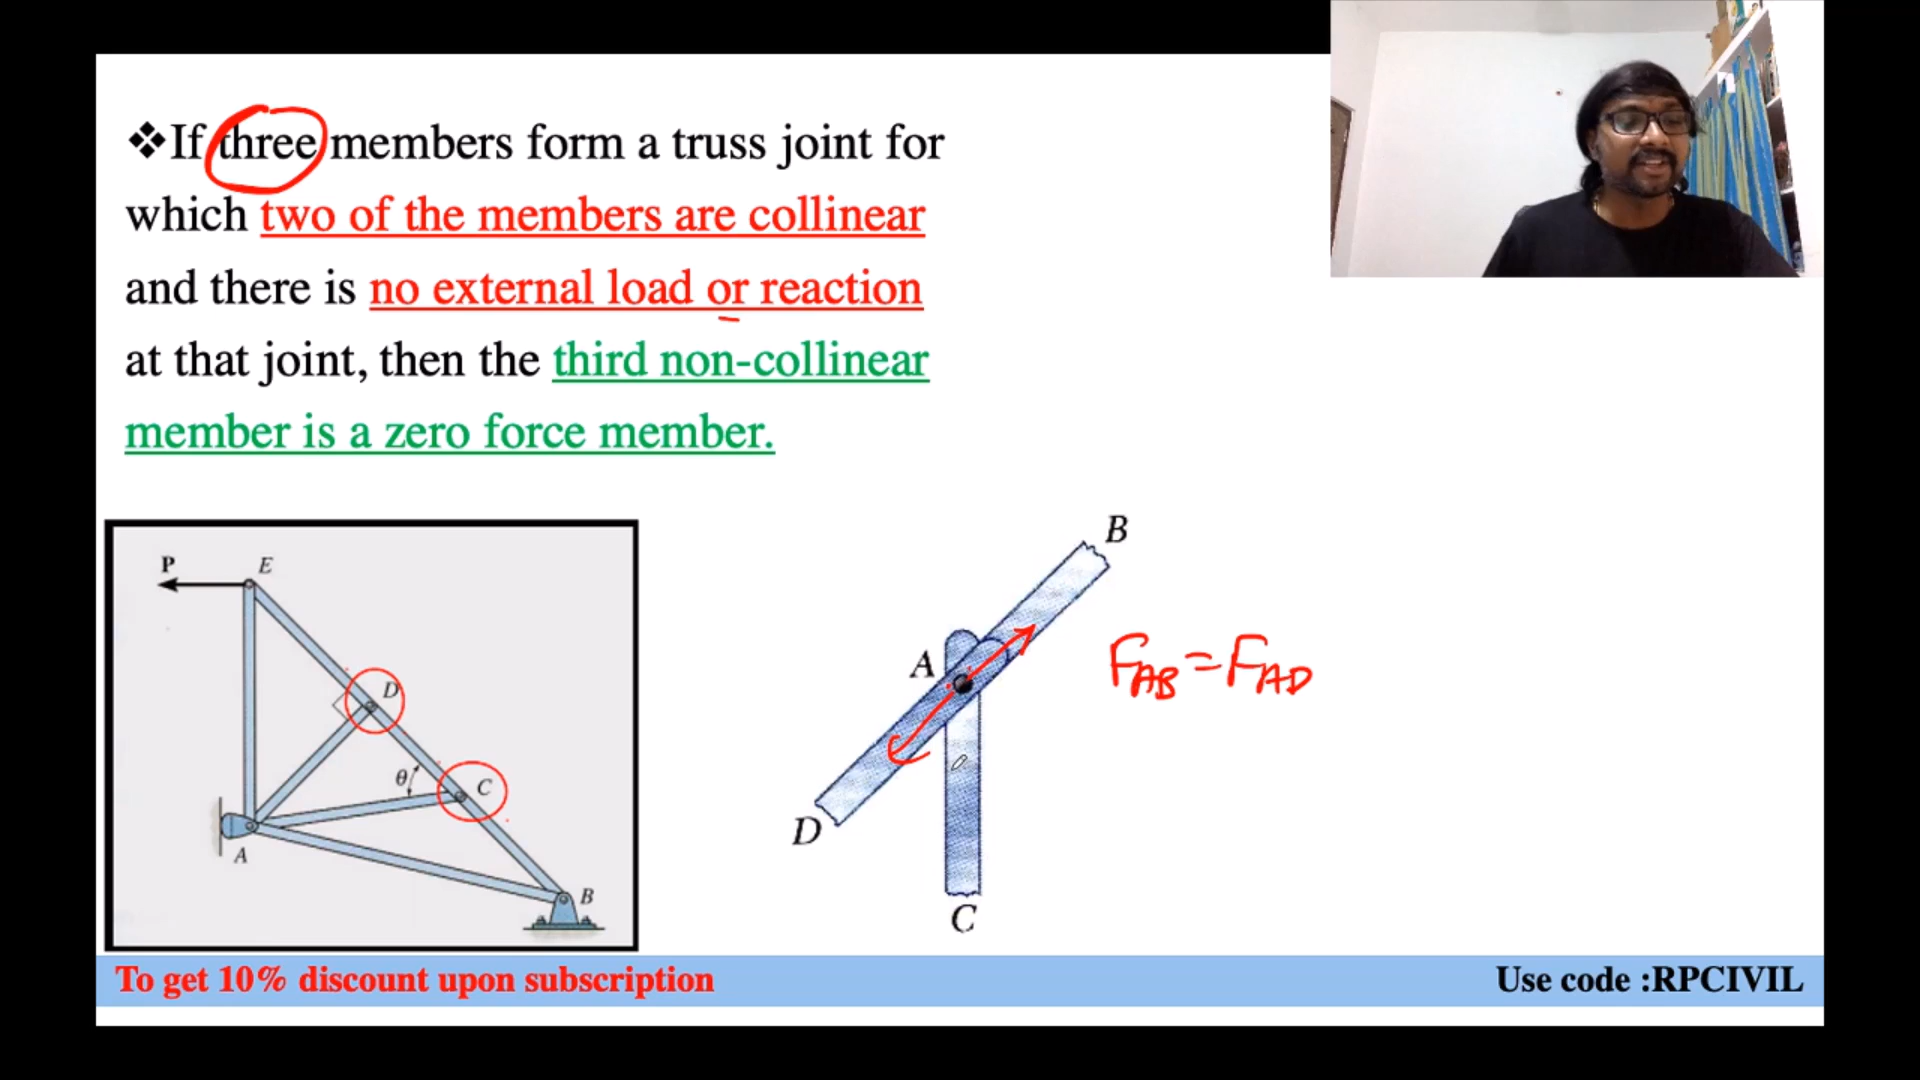 ❖If three members form a truss joint for
which two of the members are collinear
and there is no external load or reaction
at that joint, then the third non-collinear
member is a zero force member.
P
E
D
θ
C
A
B
B
A
F_AB = F_AD
D
C
To get 10% discount upon subscription
Use code :RPCIVIL